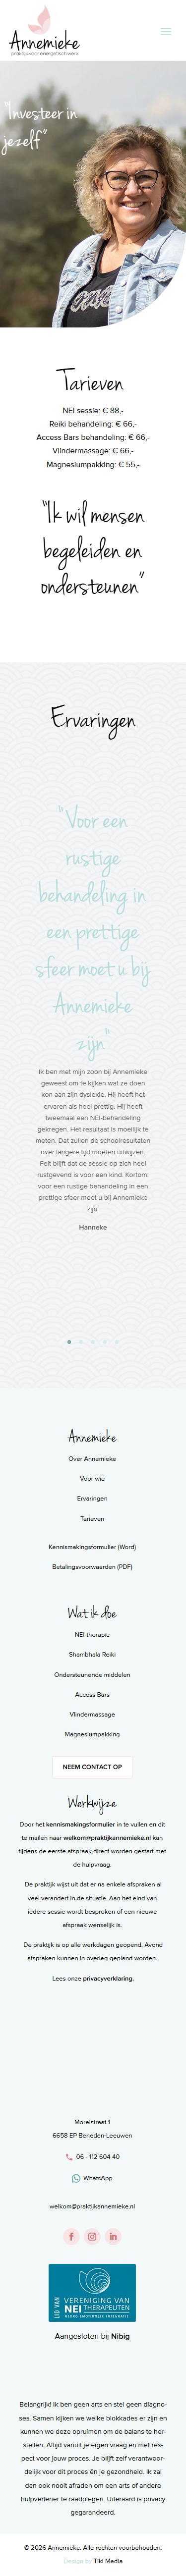 Annemieke
praktijk voor energetisch werk
"Investeer in
jezelf"
Tarieven
NEI sessie: € 88,-
Reiki behandeling: € 66,-
Access Bars behandeling: € 66,-
Vlindermassage: € 66,-
Magnesiumpakking: € 55,-
"Ik wil mensen
begeleiden en
ondersteunen"
Ervaringen
"Voor een
rustige
behandeling in
een prettige
sfeer moet u bij
Annemieke
zijn"
Ik ben met mijn zoon bij Annemieke
geweest om te kijken wat ze doen
kon aan zijn dyslexie. Hij heeft het
ervaren als heel prettig. Hij heeft
tweemaal een NEI-behandeling
gekregen. Het resultaat is moeilijk te
meten. Dat zullen de schoolresultaten
over langere tijd moeten uitwijzen.
Feit blijft dat de sessie op zich heel
rustgevend is voor een kind. Kortom:
voor een rustige behandeling in een
prettige sfeer moet u bij Annemieke
zijn.
Hanneke
Annemieke
Over Annemieke
Voor wie
Ervaringen
Tarieven
Kennismakingsformulier (Word)
Betalingsvoorwaarden (PDF)
Wat ik doe
NEI-therapie
Shambhala Reiki
Ondersteunende middelen
Access Bars
Vlindermassage
Magnesiumpakking
NEEM CONTACT OP
Werkwijze
Door het kennismakingsformulier in te vullen en dit
te mailen naar welkom@praktijkannemieke.nl kan
tijdens de eerste afspraak direct worden gestart met
de hulpvraag.
De praktijk wijst uit dat er na enkele afspraken al
veel verandert in de situatie. Aan het eind van
iedere sessie wordt besproken of een nieuwe
afspraak wenselijk is.
De praktijk is op alle werkdagen geopend. Avond
afspraken kunnen in overleg gepland worden.
Lees onze privacyverklaring.
Morelstraat 1
6658 EP Beneden-Leeuwen
06 - 112 604 40
WhatsApp
welkom@praktijkannemieke.nl
LID VAN
VERENIGING VAN
NEI THERAPEUTEN
NEURO EMOTIONELE INTEGRATIE
Aangesloten bij Nibig
Belangrijk! Ik ben geen arts en stel geen diagno-
ses. Samen kijken we welke blokkades er zijn en
kunnen we deze opruimen om de balans te her-
stellen. Altijd vanuit je eigen vraag en met res-
pect voor jouw proces. Je blijft zelf verantwoor-
delijk voor dit proces én je gezondheid. Ik zal
dan ook nooit afraden om een arts of andere
hulpverlener te raadplegen. Uiteraard is privacy
gegarandeerd.
© 2026 Annemieke. Alle rechten voorbehouden.
Design by Tiki Media